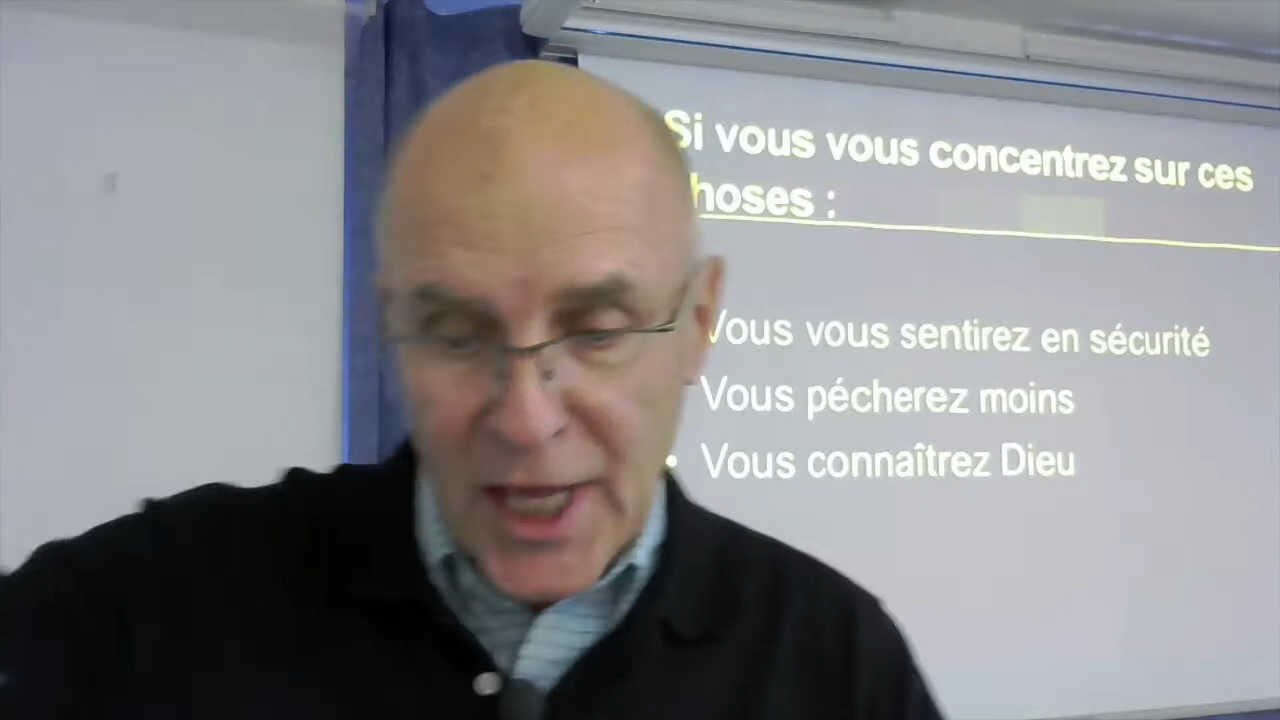 Si vous vous concentrez sur ces
hoses :
Vous vous sentirez en sécurité
Vous pécherez moins
• Vous connaîtrez Dieu